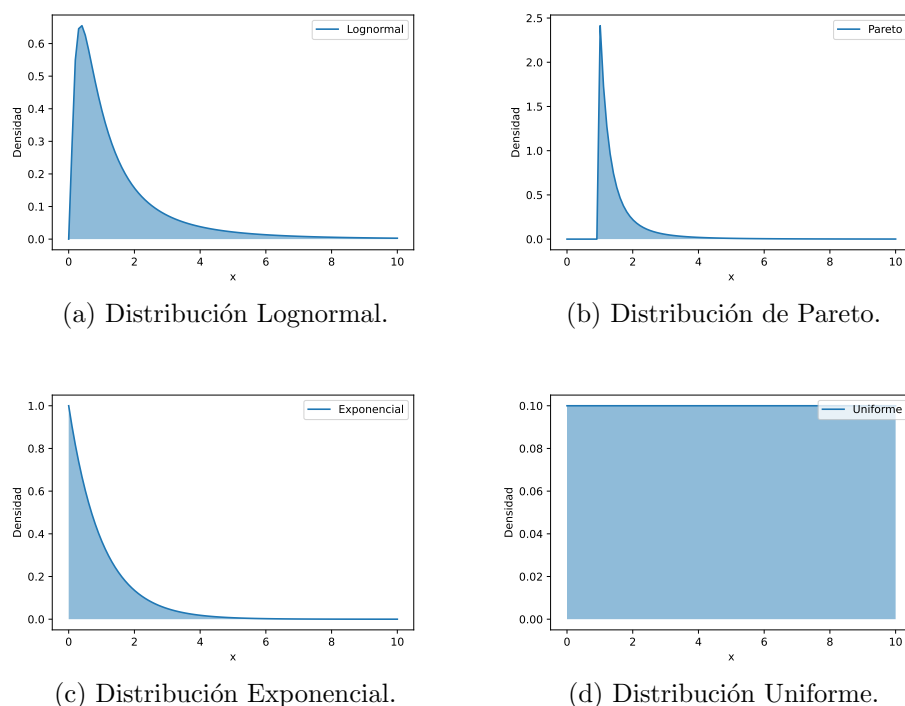 Lognormal
0.6
0.5
0.4
0.3
0.2
0.1
0.0
Densidad
0 2 4 6 8 10
x
(a) Distribución Lognormal.
Pareto
2.5
2.0
1.5
1.0
0.5
0.0
Densidad
0 2 4 6 8 10
x
(b) Distribución de Pareto.
Exponencial
1.0
0.8
0.6
0.4
0.2
0.0
Densidad
0 2 4 6 8 10
x
(c) Distribución Exponencial.
Uniforme
0.10
0.08
0.06
0.04
0.02
0.00
Densidad
0 2 4 6 8 10
x
(d) Distribución Uniforme.